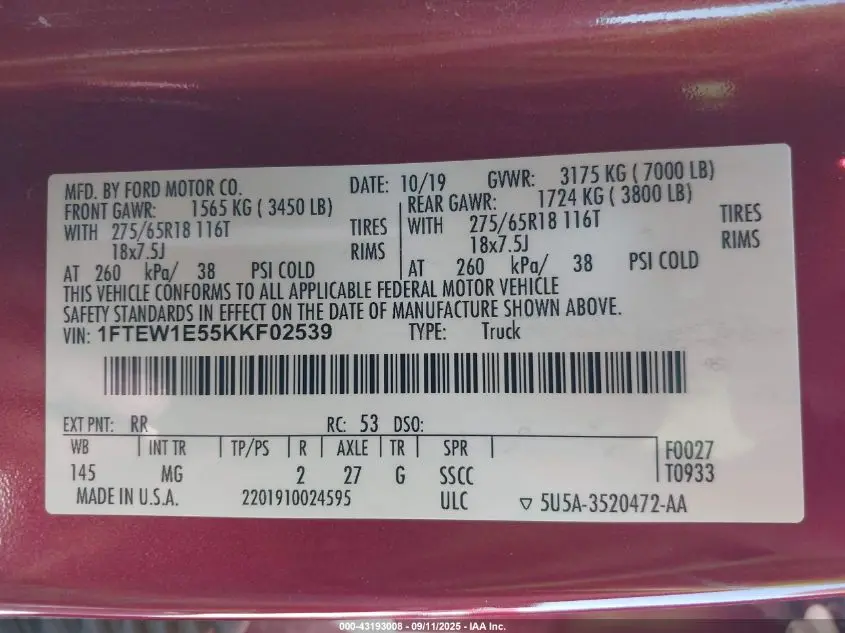 MFD. BY FORD MOTOR CO. DATE: 10/19 GVWR: 3175 KG ( 7000 LB)
FRONT GAWR: 1565 KG ( 3450 LB) REAR GAWR: 1724 KG ( 3800 LB)
WITH 275/65R18 116T TIRES WITH 275/65R18 116T TIRES
18x7.5J RIMS 18x7.5J RIMS
AT 260 kPa/ 38 PSI COLD AT 260 kPa/ 38 PSI COLD
THIS VEHICLE CONFORMS TO ALL APPLICABLE FEDERAL MOTOR VEHICLE
SAFETY STANDARDS IN EFFECT ON THE DATE OF MANUFACTURE SHOWN ABOVE.
VIN: 1FTEW1E55KKF02539 TYPE: Truck
EXT PNT: RR RC: 53 DSO:
WB INT TR TP/PS R AXLE TR SPR F0027
145 MG 2 27 G SSCC T0933
MADE IN U.S.A. 2201910024595 ULC ▽ 5U5A-3520472-AA
000-43193008 - 09/11/2025 - IAA Inc.